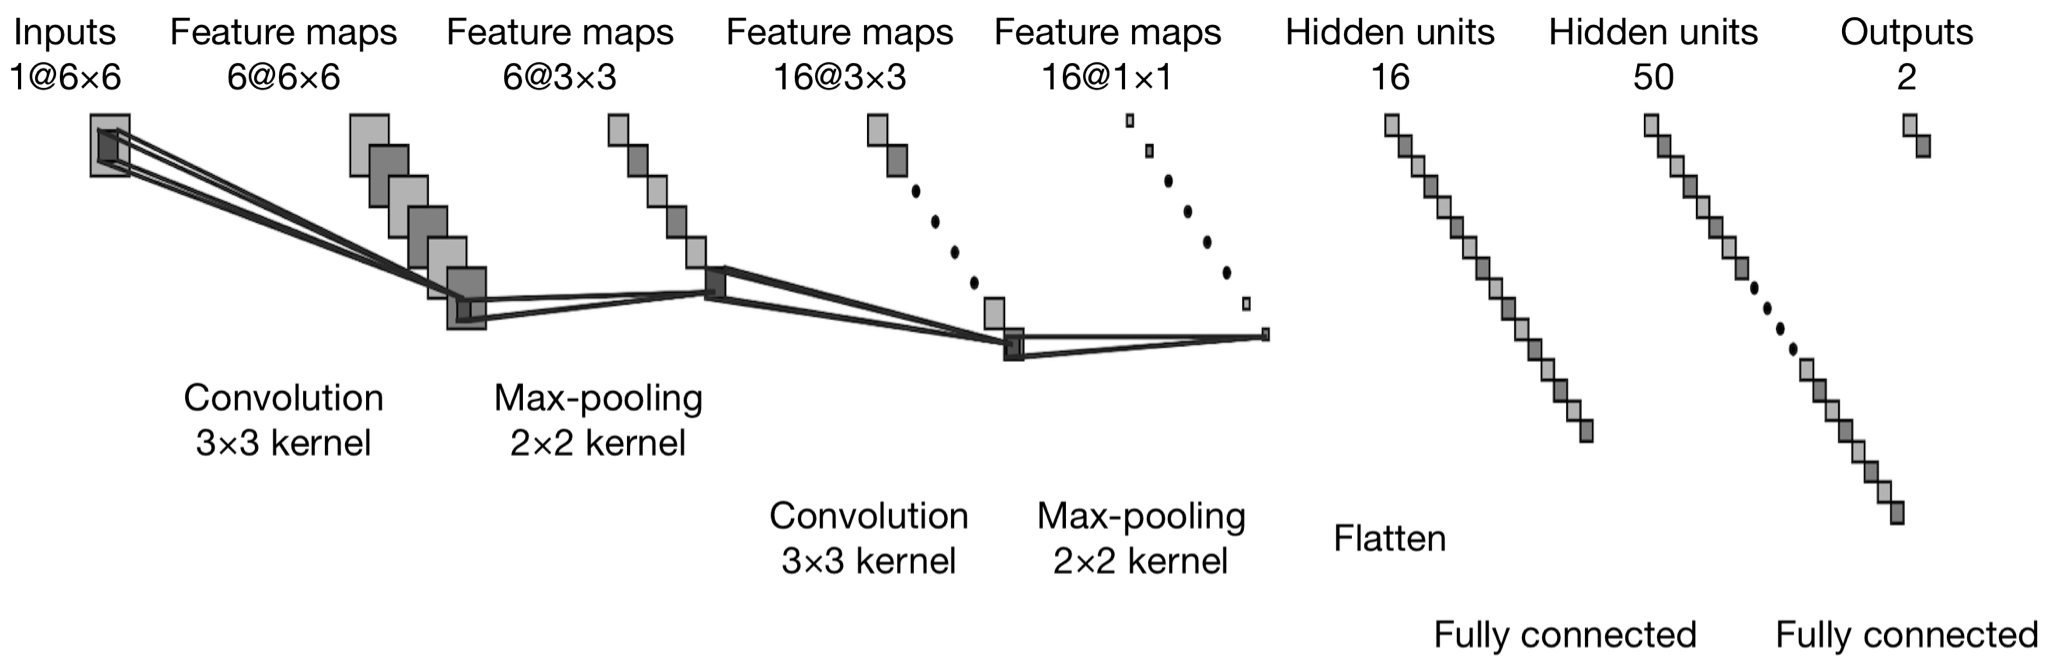 Inputs
1@6×6
Feature maps
6@6×6
Feature maps
6@3×3
Feature maps
16@3×3
Feature maps
16@1×1
Hidden units
16
Hidden units
50
Outputs
2
Convolution
3×3 kernel
Max-pooling
2×2 kernel
Convolution
3×3 kernel
Max-pooling
2×2 kernel
Flatten
Fully connected
Fully connected